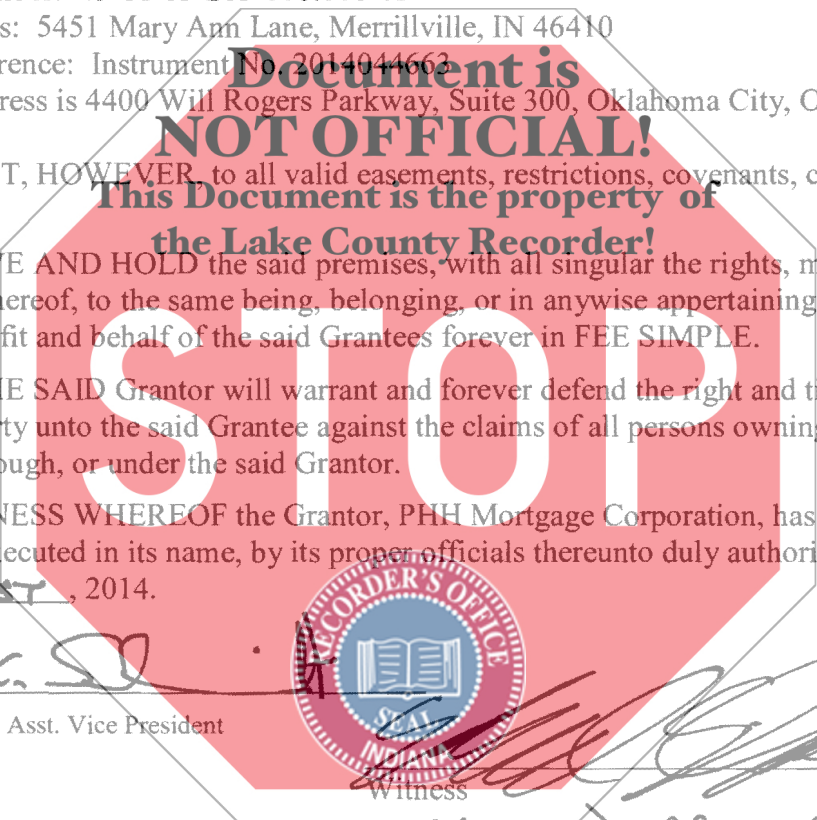 s: 5451 Mary Ann Lane, Merrillville, IN 46410
rence: Instrument No. 2014044663
Document is
ress is 4400 Will Rogers Parkway, Suite 300, Oklahoma City, O
NOT OFFICIAL!
T, HOWEVER, to all valid easements, restrictions, covenants, c
This Document is the property of
the Lake County Recorder!
E AND HOLD the said premises, with all singular the rights, m
ereof, to the same being, belonging, or in anywise appertaining
fit and behalf of the said Grantees forever in FEE SIMPLE.
STOP
E SAID Grantor will warrant and forever defend the right and ti
rty unto the said Grantee against the claims of all persons owning
ough, or under the said Grantor.
NESS WHEREOF the Grantor, PHH Mortgage Corporation, has
ecuted in its name, by its proper officials thereunto duly authori
, 2014.
RECORDER'S OFFICE
SEAL
INDIANA
Asst. Vice President
Witness